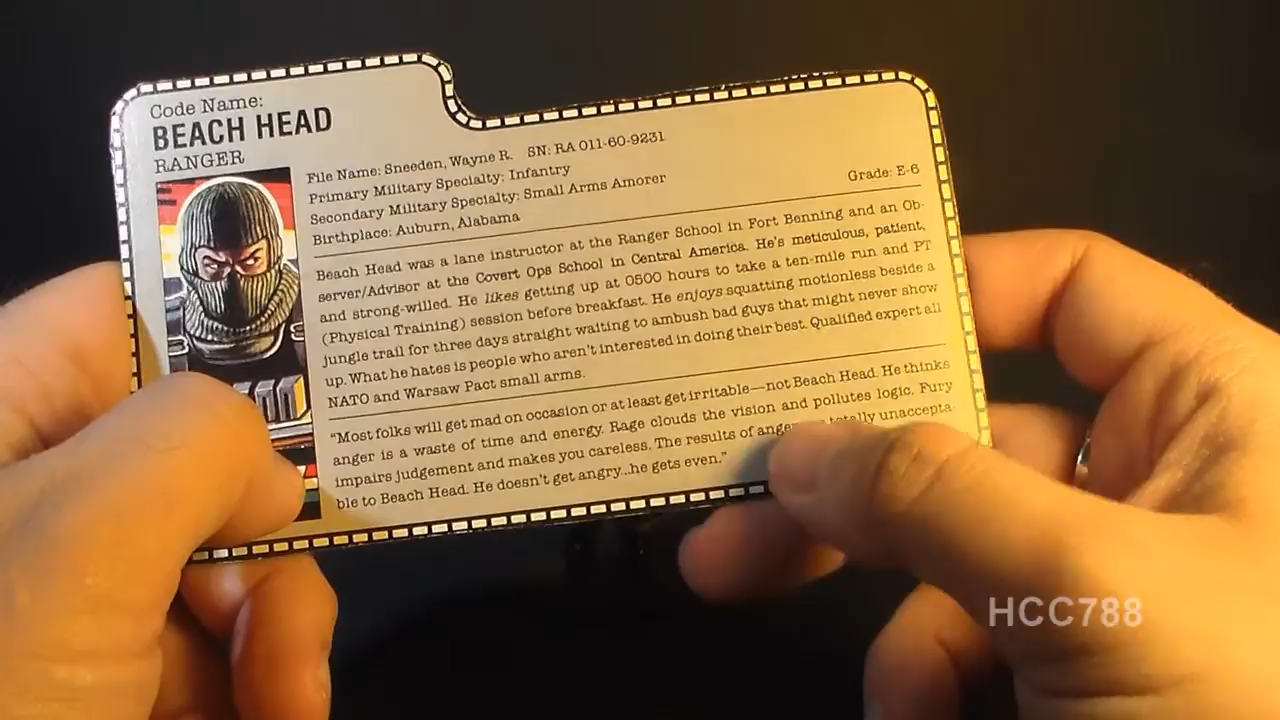 Code Name:
BEACH HEAD
RANGER
File Name: Sneeden, Wayne R. SN: RA 011-60-9231
Primary Military Specialty: Infantry
Secondary Military Specialty: Small Arms Amorer
Birthplace: Auburn, Alabama
Grade: E-6
Beach Head was a lane instructor at the Ranger School in Fort Benning and an Ob-
server/Advisor at the Covert Ops School in Central America. He's meticulous, patient,
and strong-willed. He likes getting up at 0500 hours to take a ten-mile run and PT
(Physical Training) session before breakfast. He enjoys squatting motionless beside a
jungle trail for three days straight waiting to ambush bad guys that might never show
up. What he hates is people who aren't interested in doing their best. Qualified expert all
NATO and Warsaw Pact small arms.
"Most folks will get mad on occasion or at least get irritable—not Beach Head. He thinks
anger is a waste of time and energy. Rage clouds the vision and pollutes logic. Fury
impairs judgement and makes you careless. The results of anger totally unaccepta-
ble to Beach Head. He doesn't get angry...he gets even."
HCC788